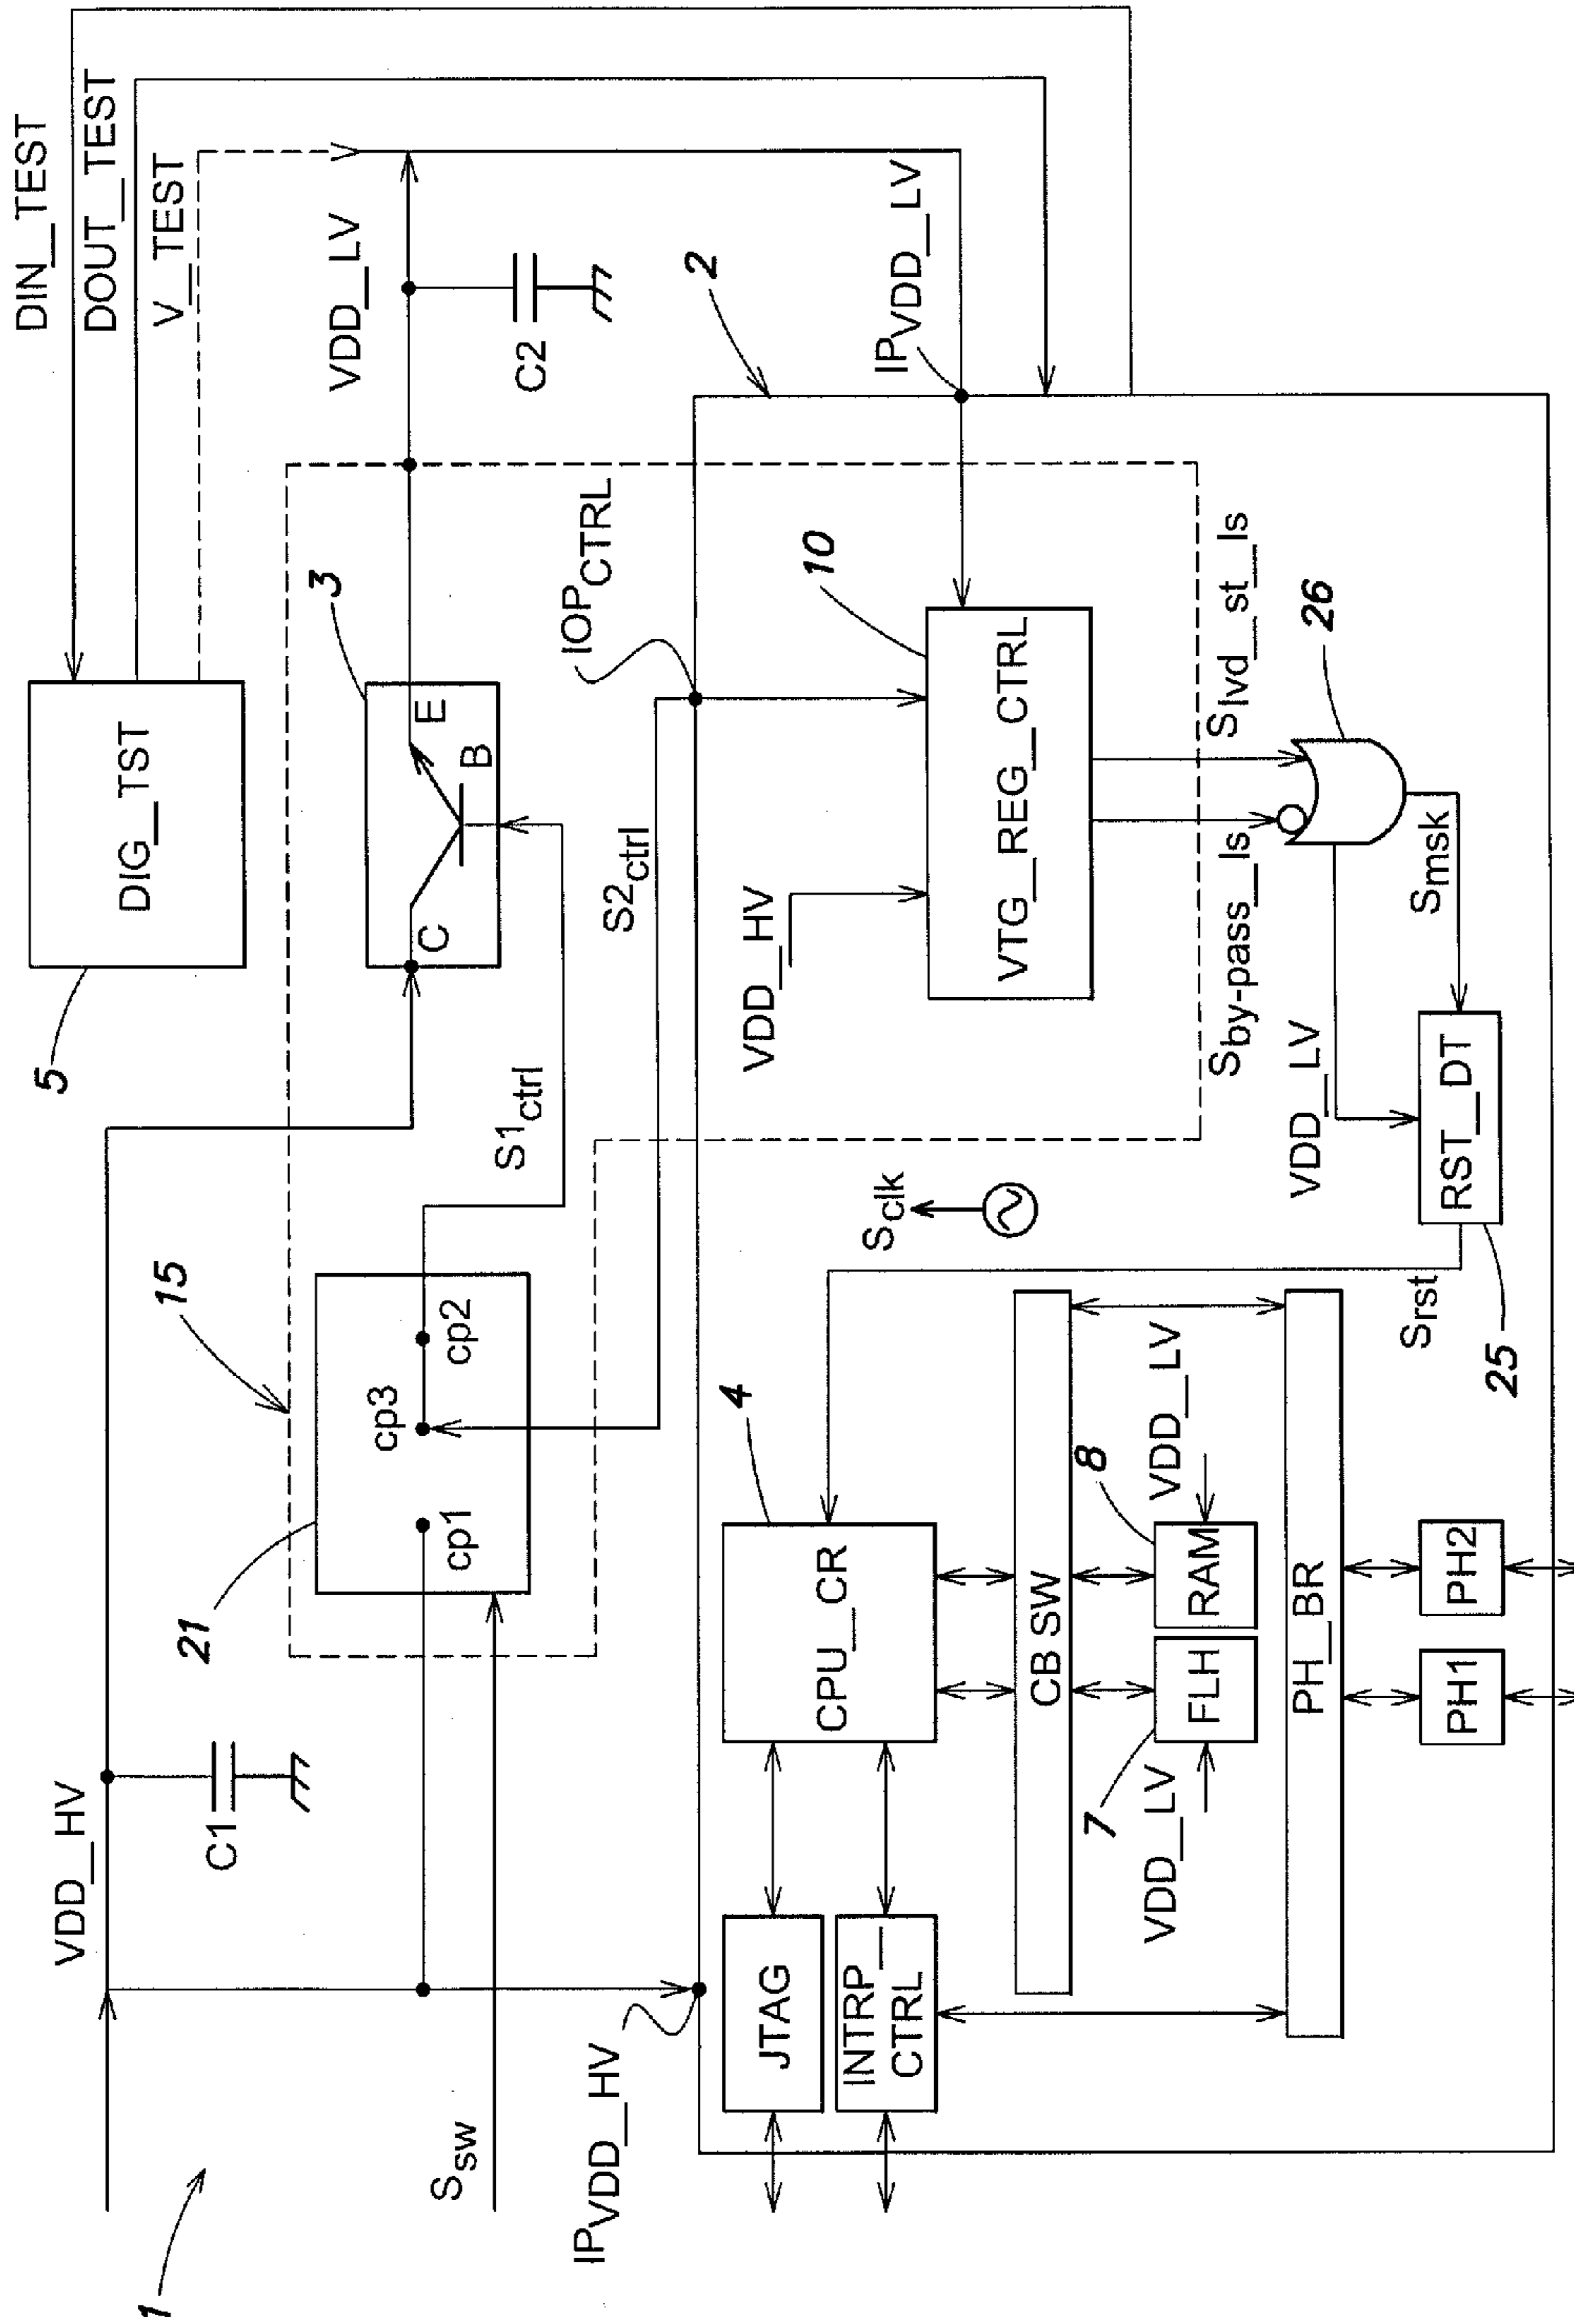 1
VDD_HV
C1
15
21
cp1
cp3
cp2
S1ctrl
Ssw
5
DIG_TST
DIN_TEST
DOUT_TEST
V_TEST
3
C
E
B
VDD_LV
C2
S2ctrl
IOPCTRL
IPVDD_HV
2
IPVDD_LV
JTAG
INTRP_
CTRL
4
CPU_CR
Sclk
VDD_HV
10
VTG_REG_CTRL
CB SW
7
FLH
VDD_LV
8
RAM
VDD_LV
PH_BR
PH1
PH2
Sby-pass_ls
Slvd_st_ls
26
Smsk
VDD_LV
RST_DT
25
Srst